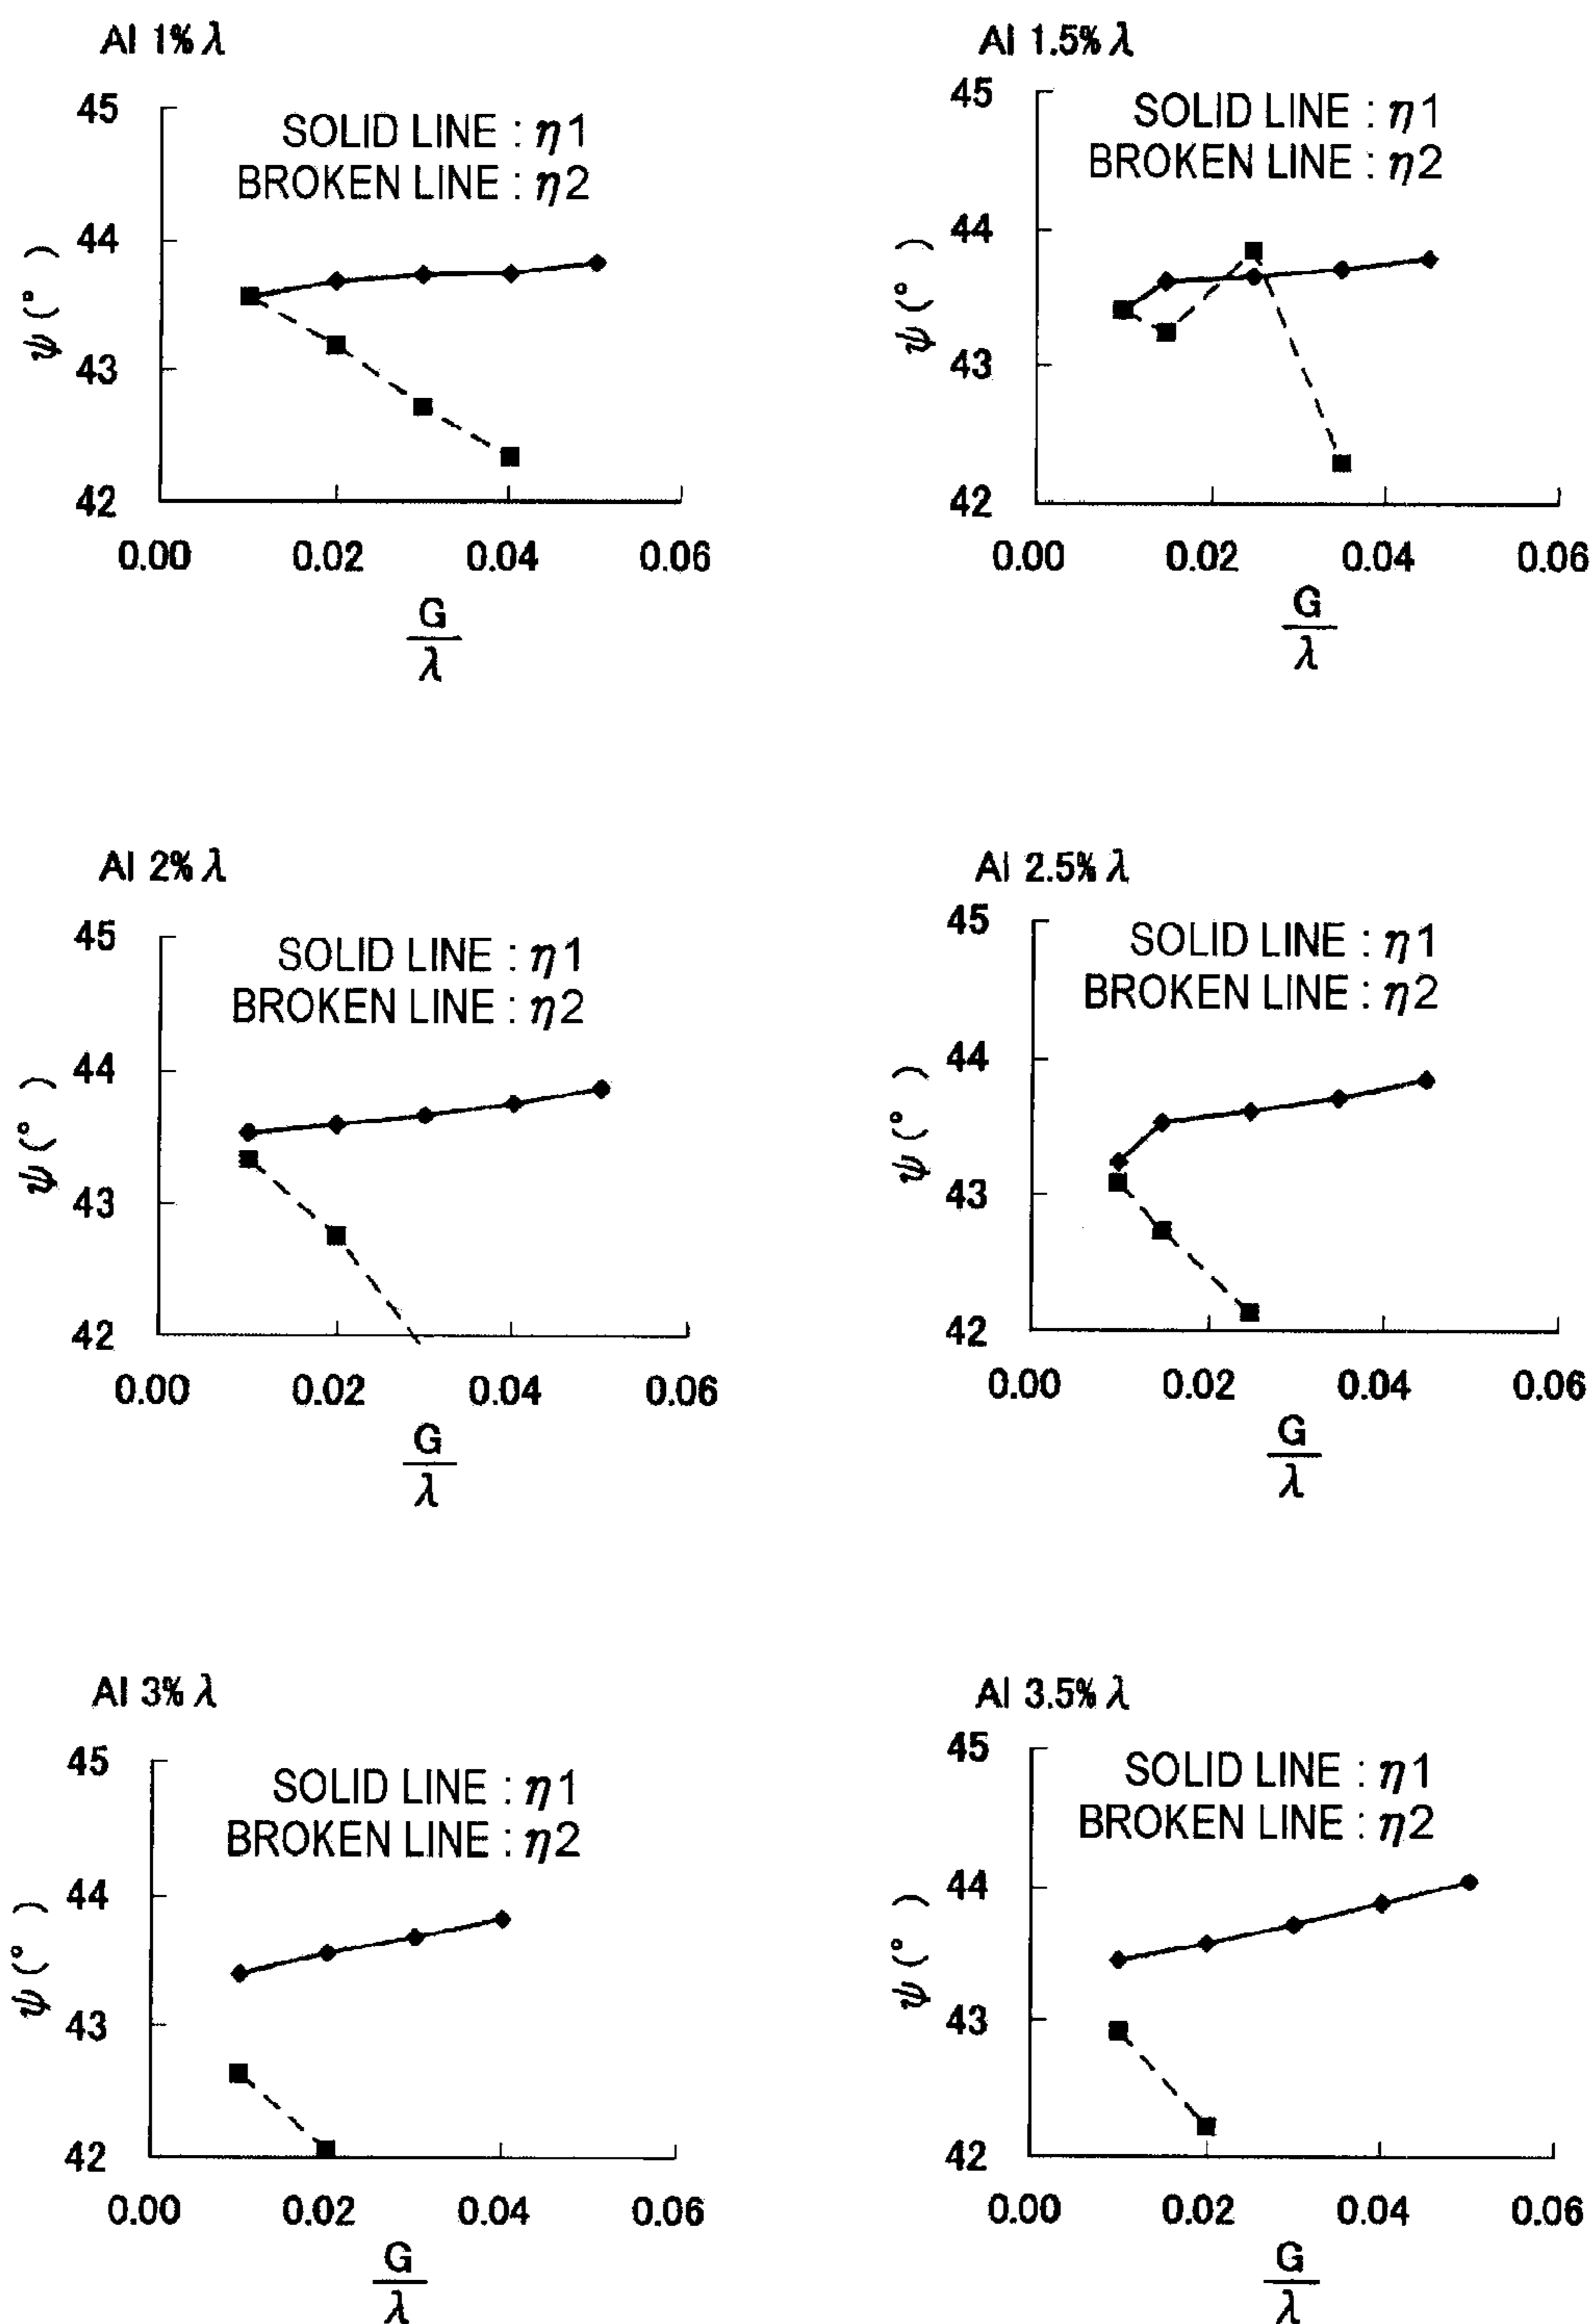 Al 1% λ
45
SOLID LINE : η1
BROKEN LINE : η2
44
ψ (° )
43
42
0.00 0.02 0.04 0.06
G
λ
Al 1.5% λ
45
SOLID LINE : η1
BROKEN LINE : η2
44
ψ (° )
43
42
0.00 0.02 0.04 0.06
G
λ
Al 2% λ
45
SOLID LINE : η1
BROKEN LINE : η2
44
ψ (° )
43
42
0.00 0.02 0.04 0.06
G
λ
Al 2.5% λ
45
SOLID LINE : η1
BROKEN LINE : η2
44
ψ (° )
43
42
0.00 0.02 0.04 0.06
G
λ
Al 3% λ
45
SOLID LINE : η1
BROKEN LINE : η2
44
ψ (° )
43
42
0.00 0.02 0.04 0.06
G
λ
Al 3.5% λ
45
SOLID LINE : η1
BROKEN LINE : η2
44
ψ (° )
43
42
0.00 0.02 0.04 0.06
G
λ